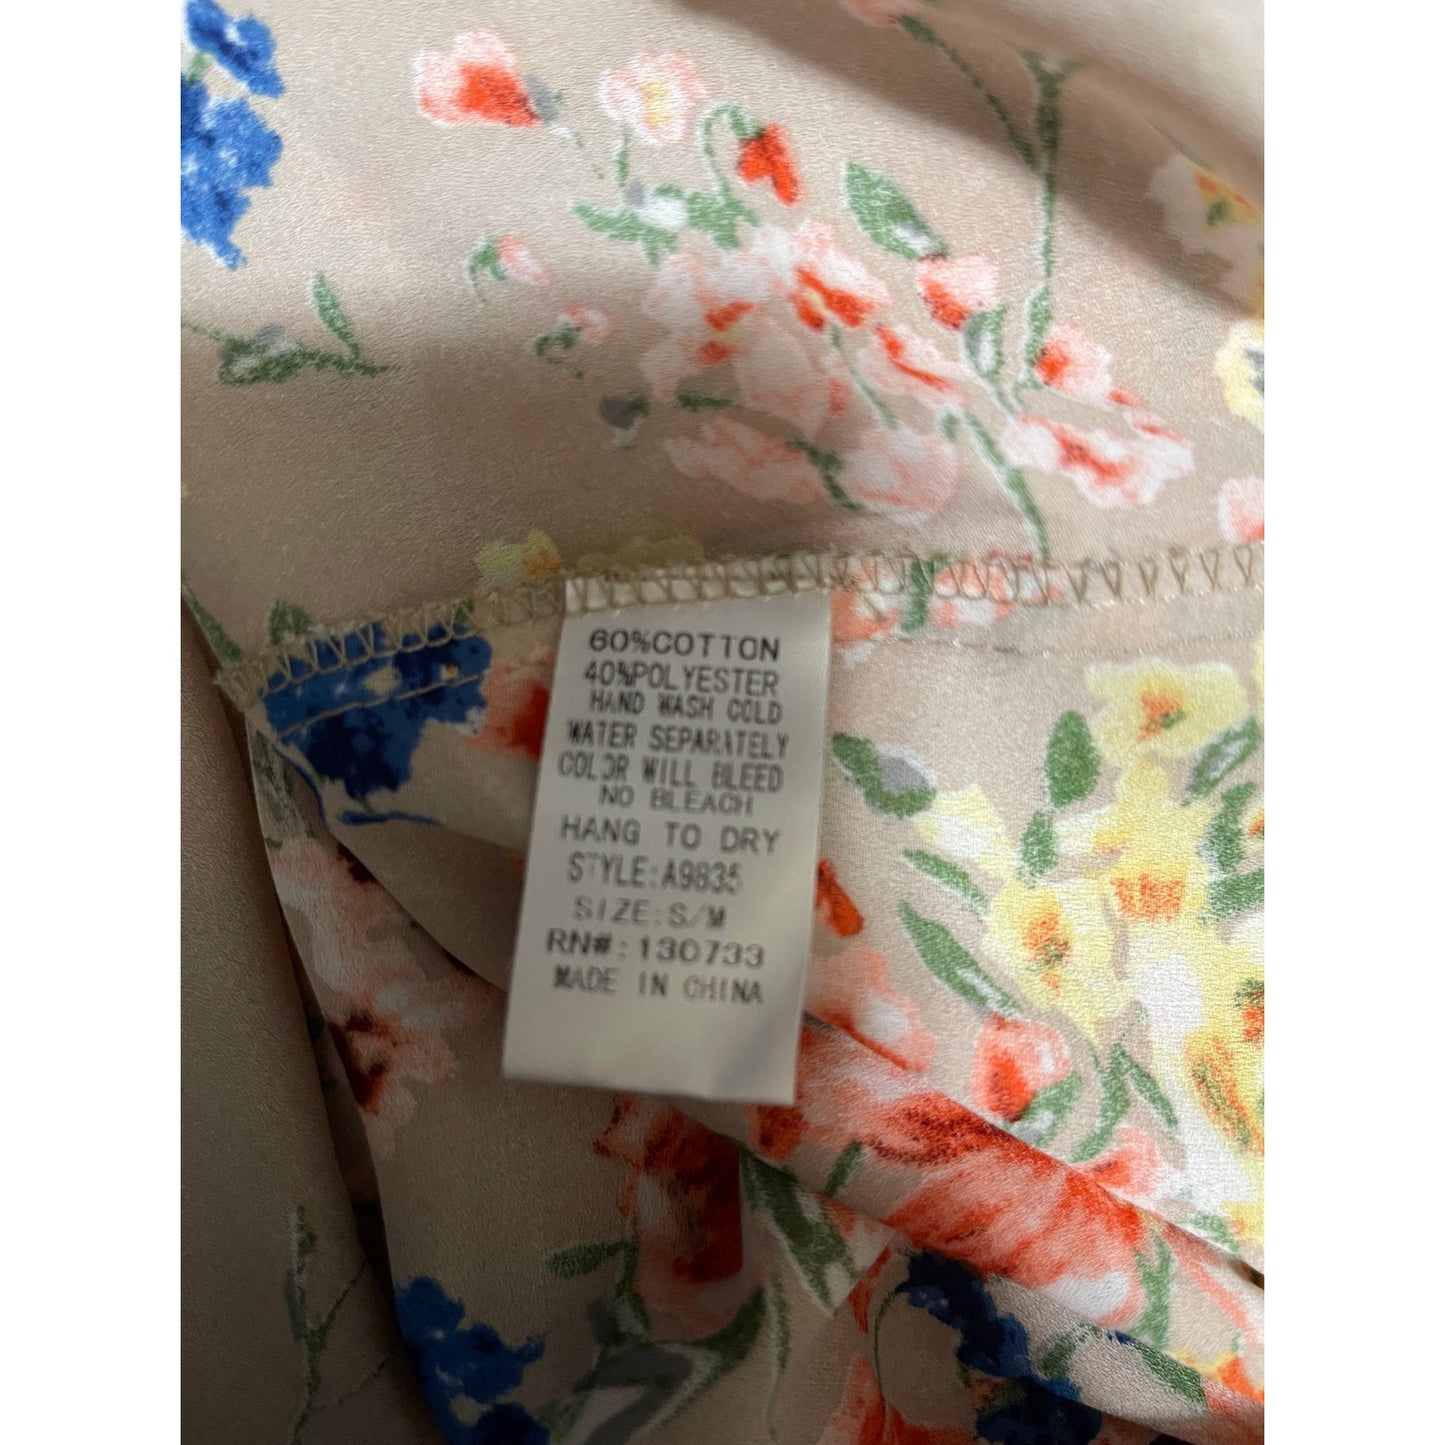 60%COTTON
40%POLYESTER
HAND WASH COLD
WATER SEPARATELY
COLOR WILL BLEED
NO BLEACH
HANG TO DRY
STYLE:A9835
SIZE:S/M
RN#:130733
MADE IN CHINA